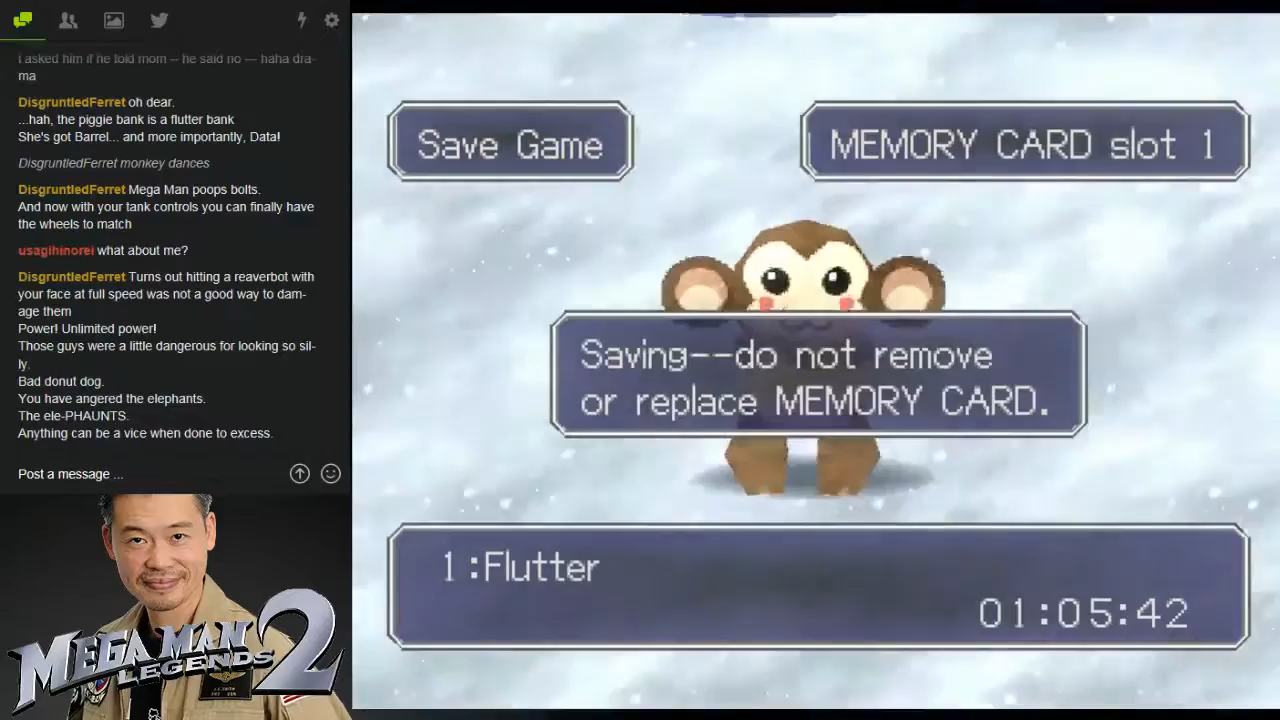 I asked him if he told mom -- he said no --- haha dra-
ma
DisgruntledFerret oh dear.
...hah, the piggie bank is a flutter bank
She's got Barrel... and more importantly, Data!
DisgruntledFerret monkey dances
DisgruntledFerret Mega Man poops bolts.
And now with your tank controls you can finally have
the wheels to match
usagihinorei what about me?
DisgruntledFerret Turns out hitting a reaverbot with
your face at full speed was not a good way to dam-
age them
Power! Unlimited power!
Those guys were a little dangerous for looking so sil-
ly.
Bad donut dog.
You have angered the elephants.
The ele-PHAUNTS.
Anything can be a vice when done to excess.
Post a message ...
MEGA MAN 2
LEGENDS
Save Game
MEMORY CARD slot 1
Saving--do not remove
or replace MEMORY CARD.
1:Flutter
01:05:42